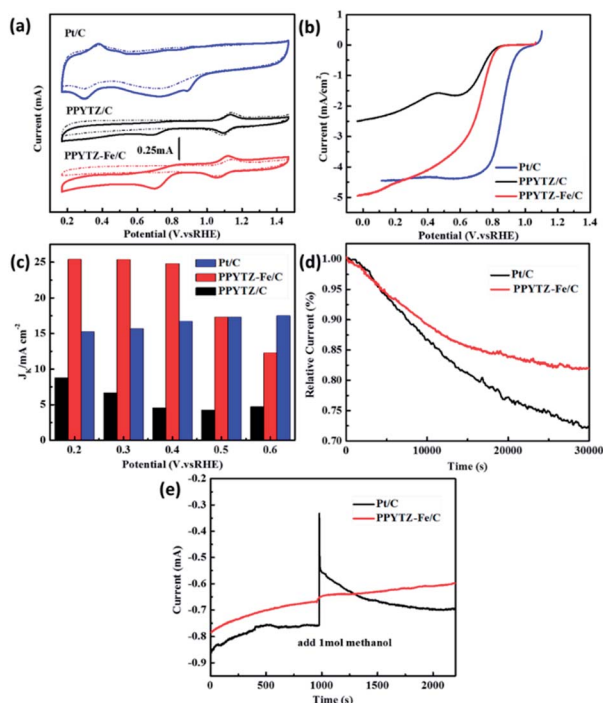 (a)
Pt/C
PPYTZ/C
0.25mA
PPYTZ-Fe/C
Current (mA)
0.2 0.4 0.6 0.8 1.0 1.2 1.4
Potential (V.vsRHE)
(b)
0
-1
-2
-3
-4
-5
Current (mA/cm²)
Pt/C
PPYTZ/C
PPYTZ-Fe/C
0.0 0.2 0.4 0.6 0.8 1.0 1.2 1.4
Potential (V.vsRHE)
(c)
Pt/C
PPYTZ-Fe/C
PPYTZ/C
25
20
15
10
5
0
0.2 0.3 0.4 0.5 0.6
Potential (V.vsRHE)
(d)
Pt/C
PPYTZ-Fe/C
1.00
0.95
0.90
0.85
0.80
0.75
0.70
Relative Current (%)
0 10000 20000 30000
Time (s)
(e)
Pt/C
PPYTZ-Fe/C
-0.2
-0.3
-0.4
-0.5
-0.6
-0.7
-0.8
-0.9
Current (mA)
add 1mol methanol
0 500 1000 1500 2000
Time (s)